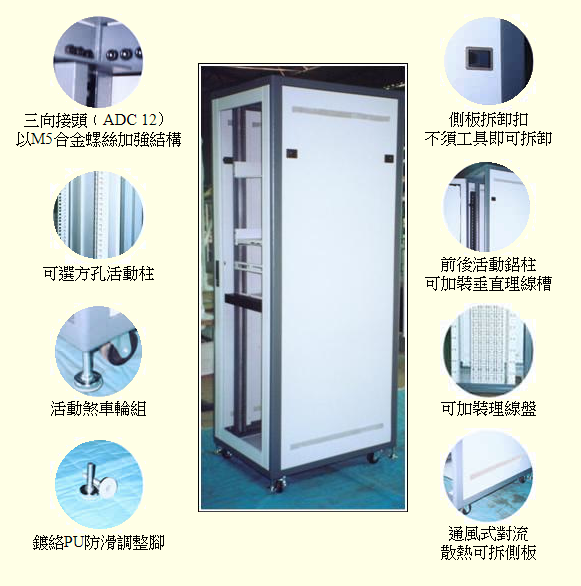 三向接頭（ADC 12）
以M5合金螺絲加強結構
可選方孔活動柱
活動煞車輪組
鍍鉻PU防滑調整腳
側板拆卸扣
不須工具即可拆卸
前後活動鋁柱
可加裝垂直理線槽
可加裝理線盤
通風式對流
散熱可拆側板